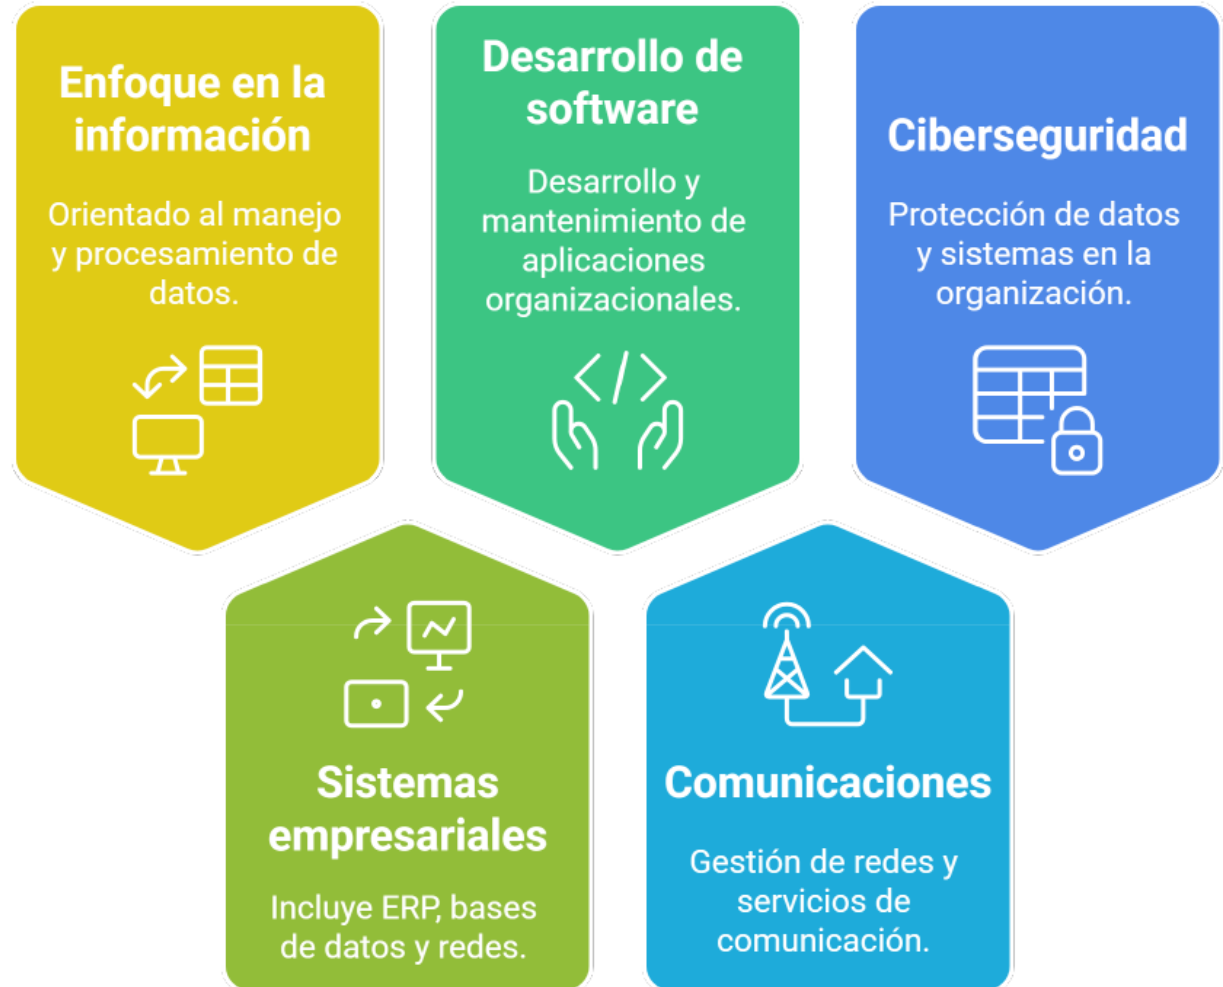 Enfoque en la
información
Orientado al manejo
y procesamiento de
datos.
Desarrollo de
software
Desarrollo y
mantenimiento de
aplicaciones
organizacionales.
Ciberseguridad
Protección de datos
y sistemas en la
organización.
Sistemas
empresariales
Incluye ERP, bases
de datos y redes.
Comunicaciones
Gestión de redes y
servicios de
comunicación.